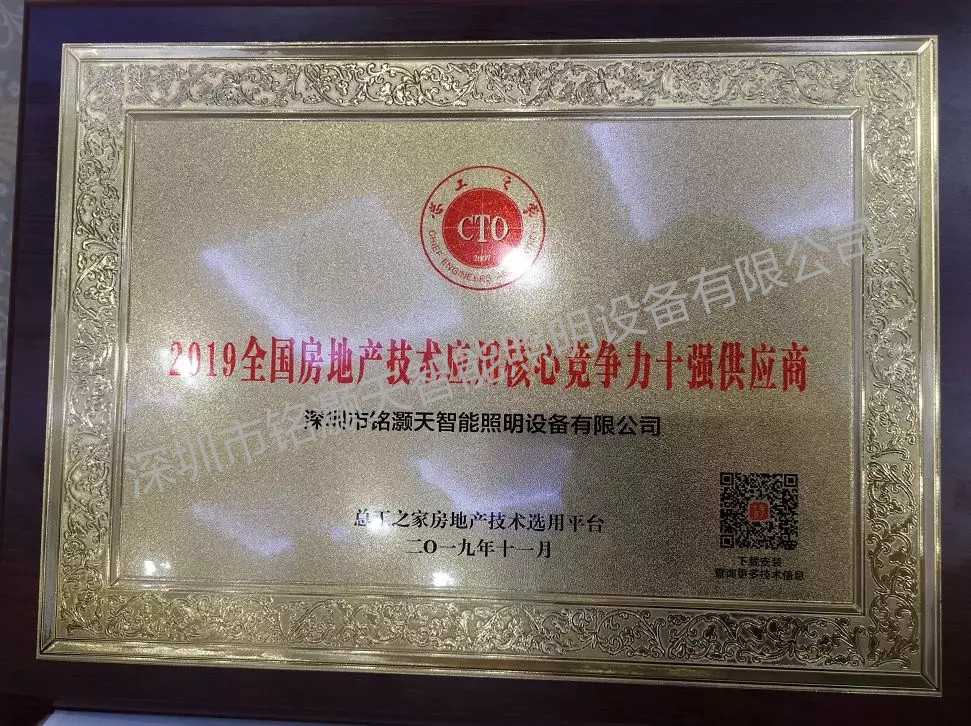 总工之家
CTO
2007
2019全国房地产技术应用核心竞争力十强供应商
深圳市铭灏天智能照明设备有限公司
深圳市铭灏天智能照明设备有限公司
总工之家房地产技术选用平台
二〇一九年十一月
下载安装
查阅更多技术信息